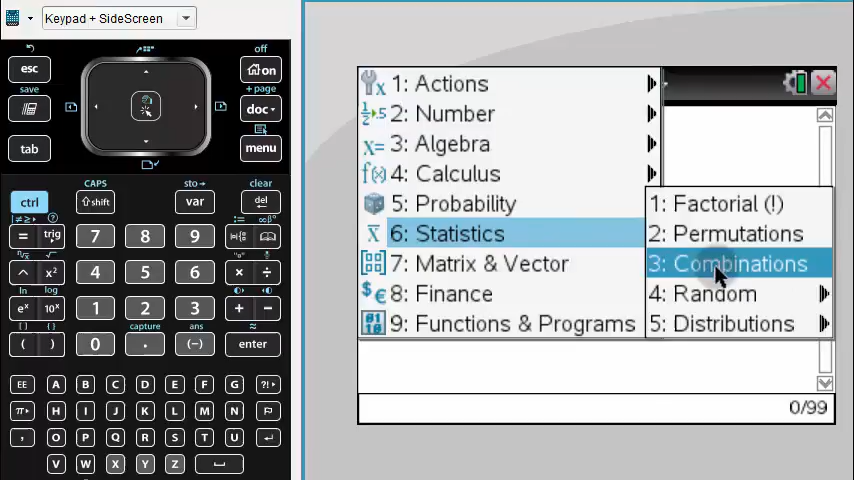 Keypad + SideScreen
esc
off
on
save
+ page
doc
tab
menu
CAPS
sto→
clear
ctrl
shift
var
del
= trig 7 8 9
x² 4 5 6 × ÷
ln log
eˣ 10ˣ 1 2 3 + −
capture
ans
( ) 0 . (−) enter
EE A B C D E F G ?!
π H I J K L M N
, O P Q R S T U
V W X Y Z
1: Actions
2: Number
3: Algebra
4: Calculus
5: Probability
6: Statistics
7: Matrix & Vector
8: Finance
9: Functions & Programs
1: Factorial (!)
2: Permutations
3: Combinations
4: Random
5: Distributions
0/99